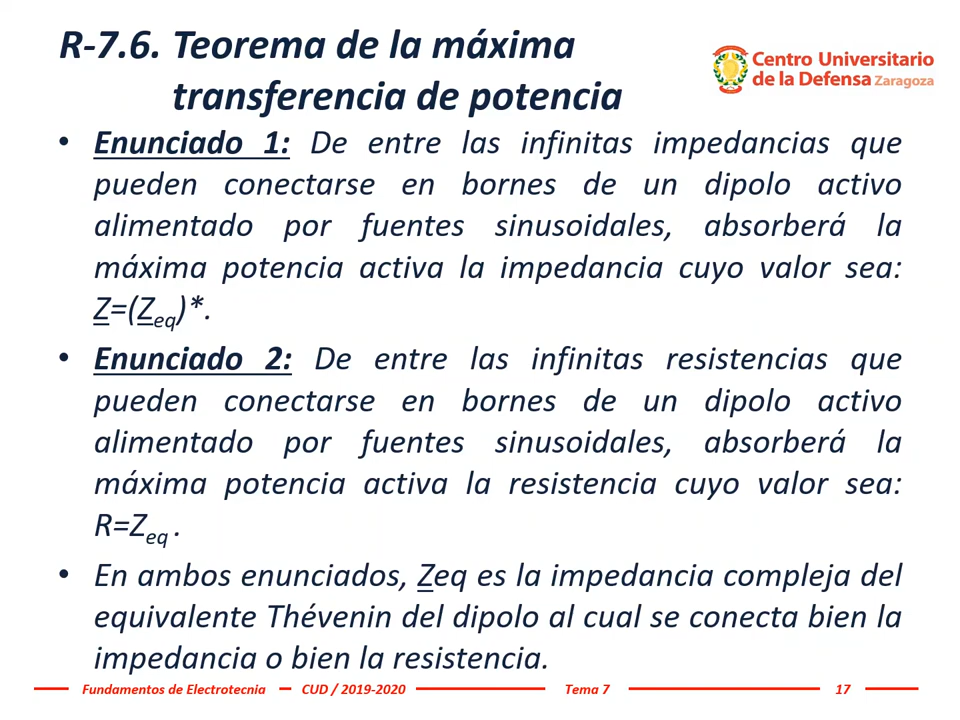 R-7.6. Teorema de la máxima
transferencia de potencia
Centro Universitario
de la Defensa Zaragoza
• Enunciado 1: De entre las infinitas impedancias que
pueden conectarse en bornes de un dipolo activo
alimentado por fuentes sinusoidales, absorberá la
máxima potencia activa la impedancia cuyo valor sea:
Z=(Zeq)*.
• Enunciado 2: De entre las infinitas resistencias que
pueden conectarse en bornes de un dipolo activo
alimentado por fuentes sinusoidales, absorberá la
máxima potencia activa la resistencia cuyo valor sea:
R=Zeq .
• En ambos enunciados, Zeq es la impedancia compleja del
equivalente Thévenin del dipolo al cual se conecta bien la
impedancia o bien la resistencia.
Fundamentos de Electrotecnia CUD / 2019-2020 Tema 7 17